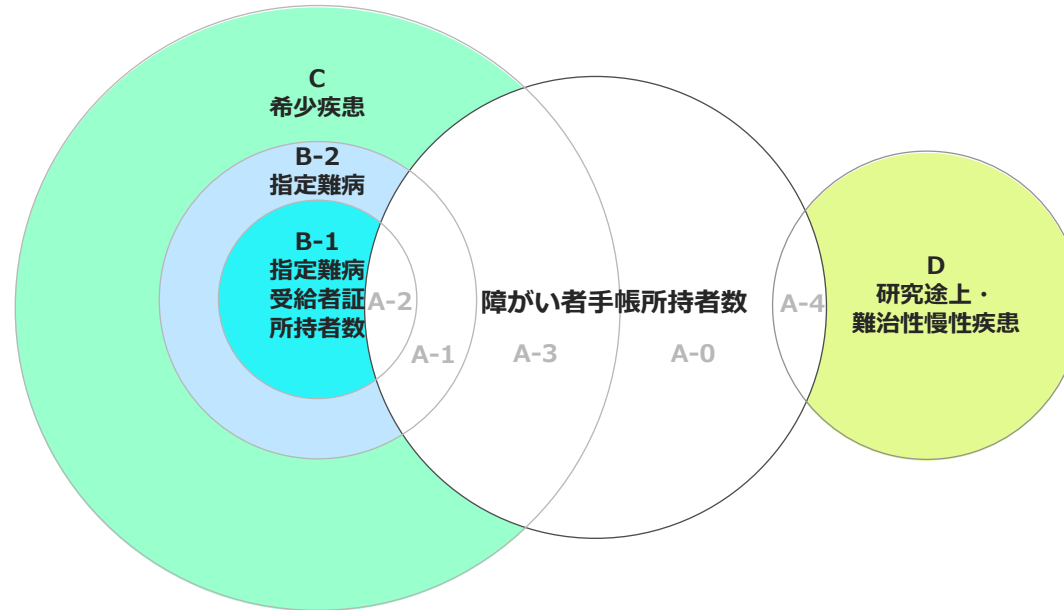 C
希少疾患
B-2
指定難病
B-1
指定難病
受給者証
所持者数
A-2
A-1
障がい者手帳所持者数
A-3
A-0
A-4
D
研究途上・
難治性慢性疾患